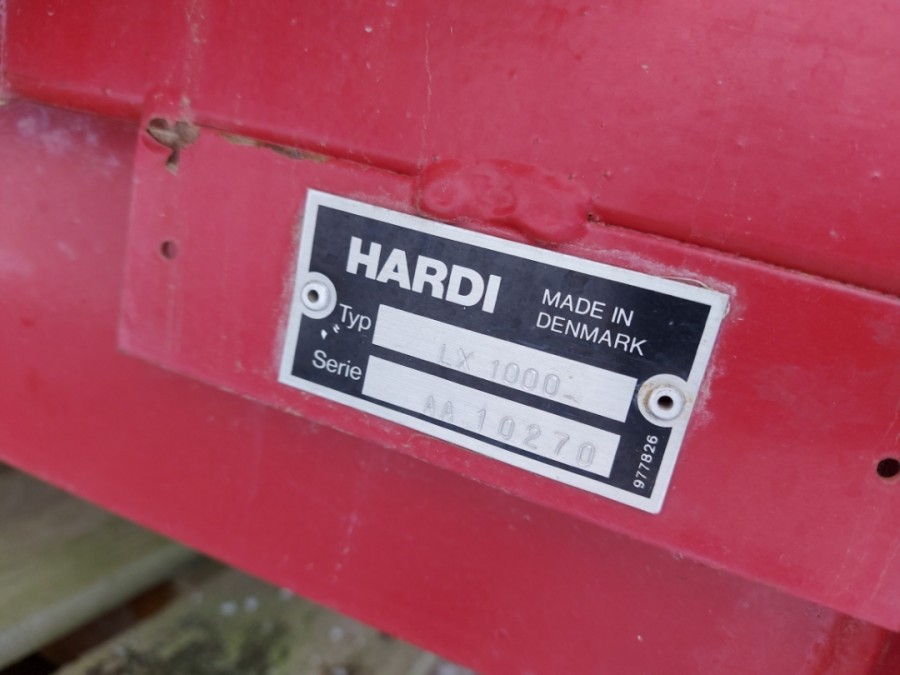 HARDI
MADE IN
DENMARK
Typ
LX 1000
Serie
AA 10270
977826